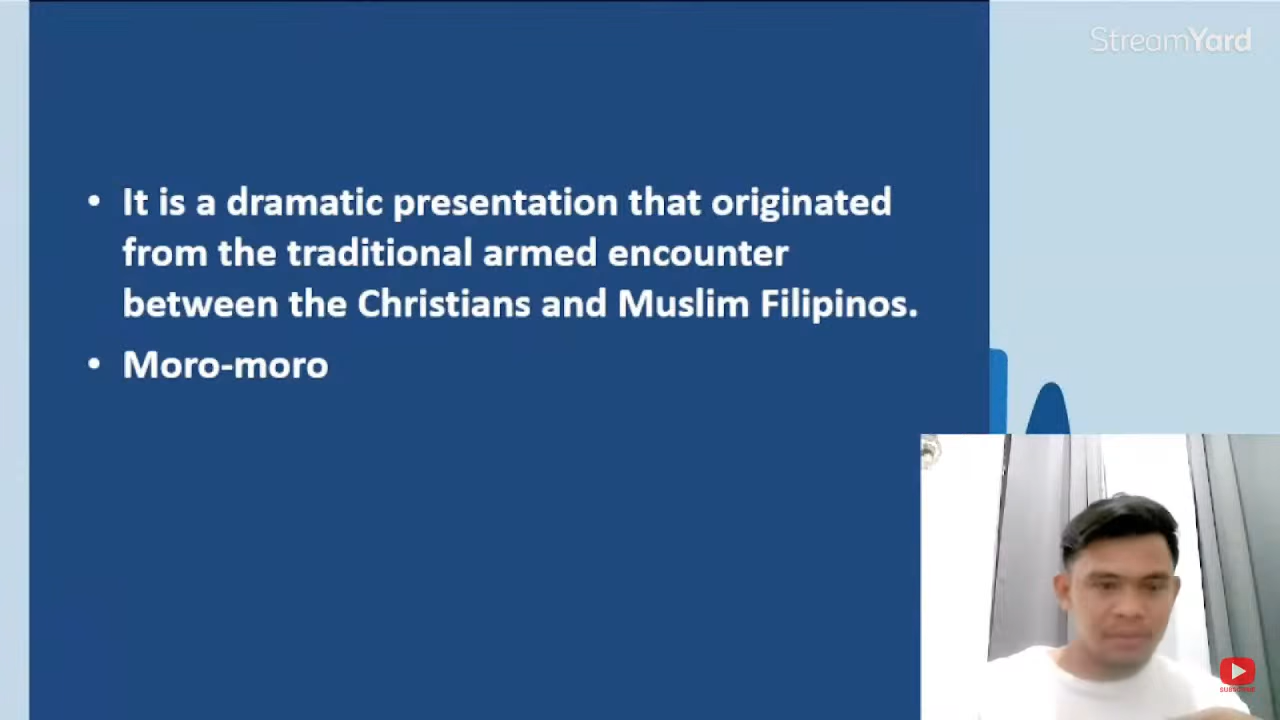 StreamYard
• It is a dramatic presentation that originated
from the traditional armed encounter
between the Christians and Muslim Filipinos.
• Moro-moro
SUBSCRIBE